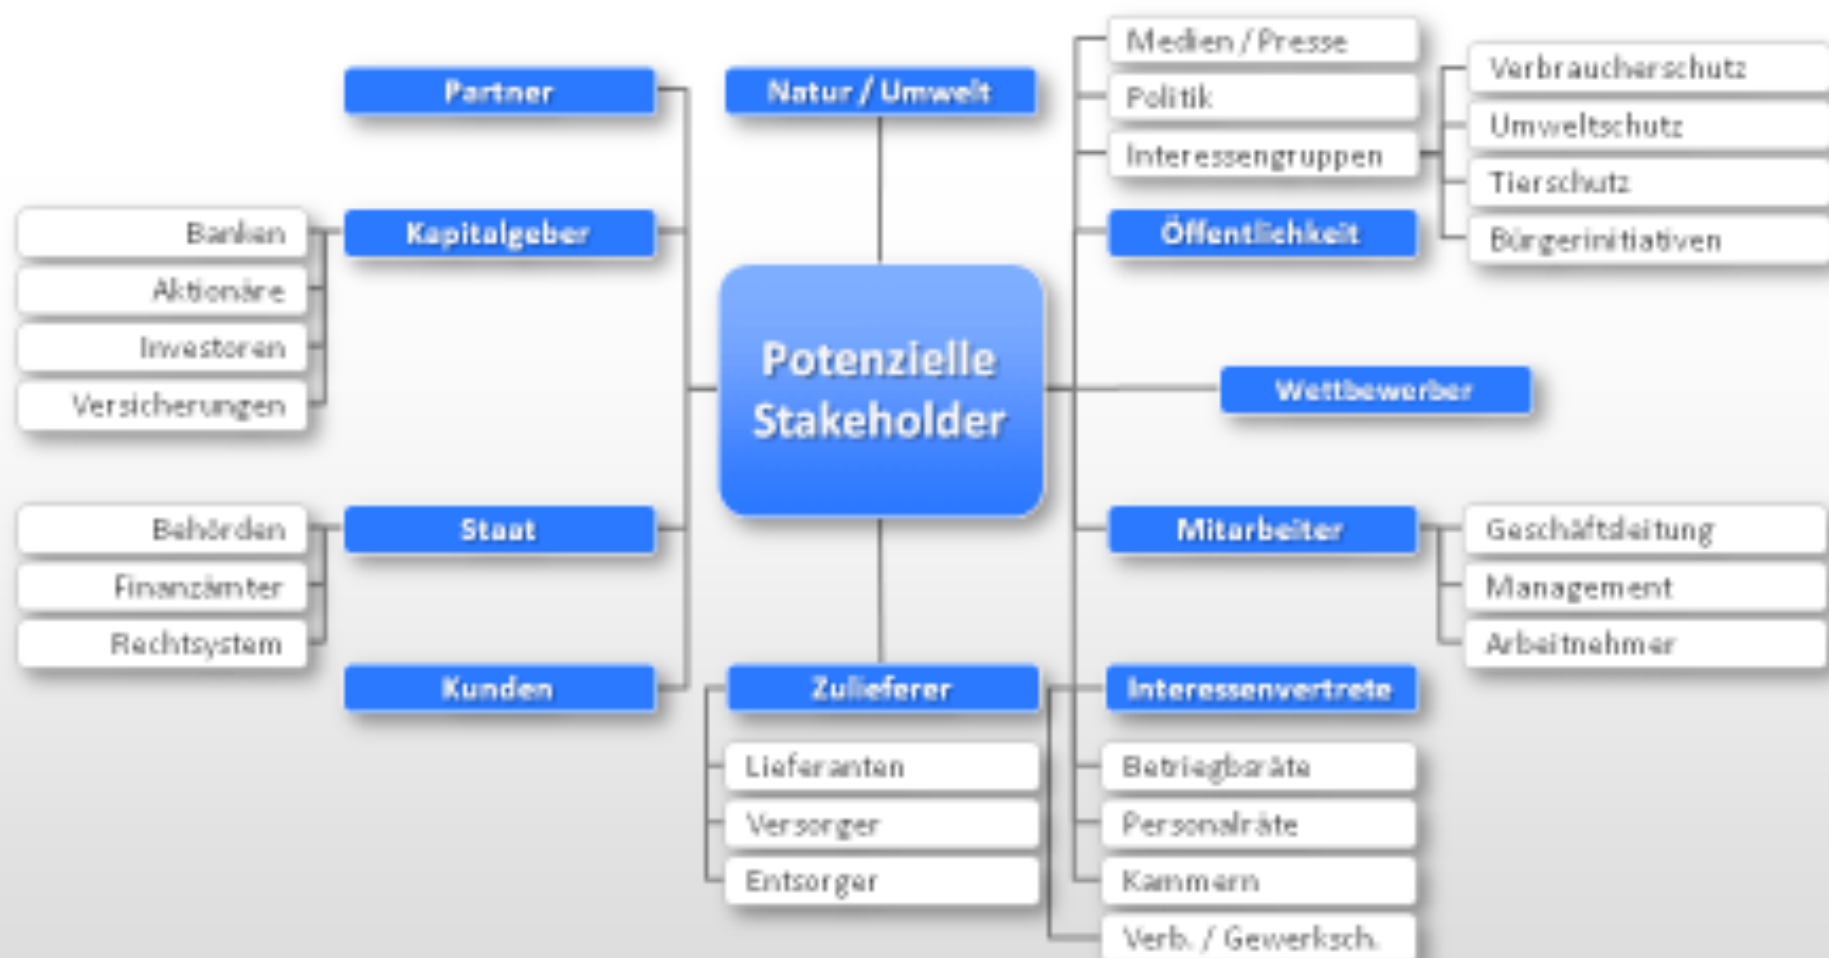 Partner
Natur / Umwelt
Medien / Presse
Politik
Interessengruppen
Verbraucherschutz
Umweltschutz
Tierschutz
Bürgerinitiativen
Banken
Aktionäre
Investoren
Versicherungen
Kapitalgeber
Öffentlichkeit
Potenzielle
Stakeholder
Wettbewerber
Behörden
Finanzämter
Rechtsystem
Staat
Mitarbeiter
Geschäftsleitung
Management
Arbeitnehmer
Kunden
Zulieferer
Lieferanten
Versorger
Entsorger
Interessenvertrete
Betriegbsräte
Personalräte
Kammern
Verb. / Gewerksch.